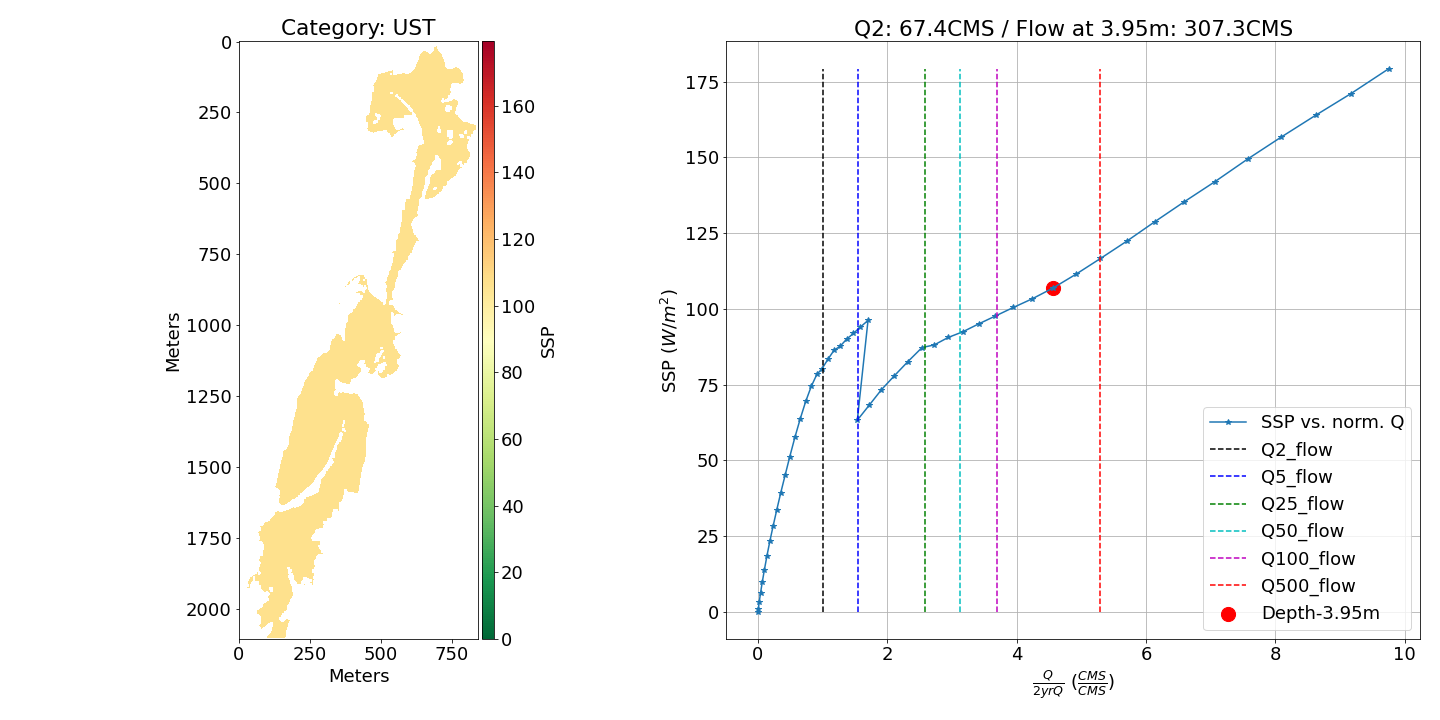 Category: UST
0
250
500
750
1000
1250
1500
1750
2000
Meters
0
250
500
750
Meters
160
140
120
100
80
60
40
20
0
SSP
Q2: 67.4CMS / Flow at 3.95m: 307.3CMS
175
150
125
100
75
50
25
0
SSP (W/m²)
0
2
4
6
8
10
Q/2yrQ (CMS/CMS)
SSP vs. norm. Q
Q2_flow
Q5_flow
Q25_flow
Q50_flow
Q100_flow
Q500_flow
Depth-3.95m